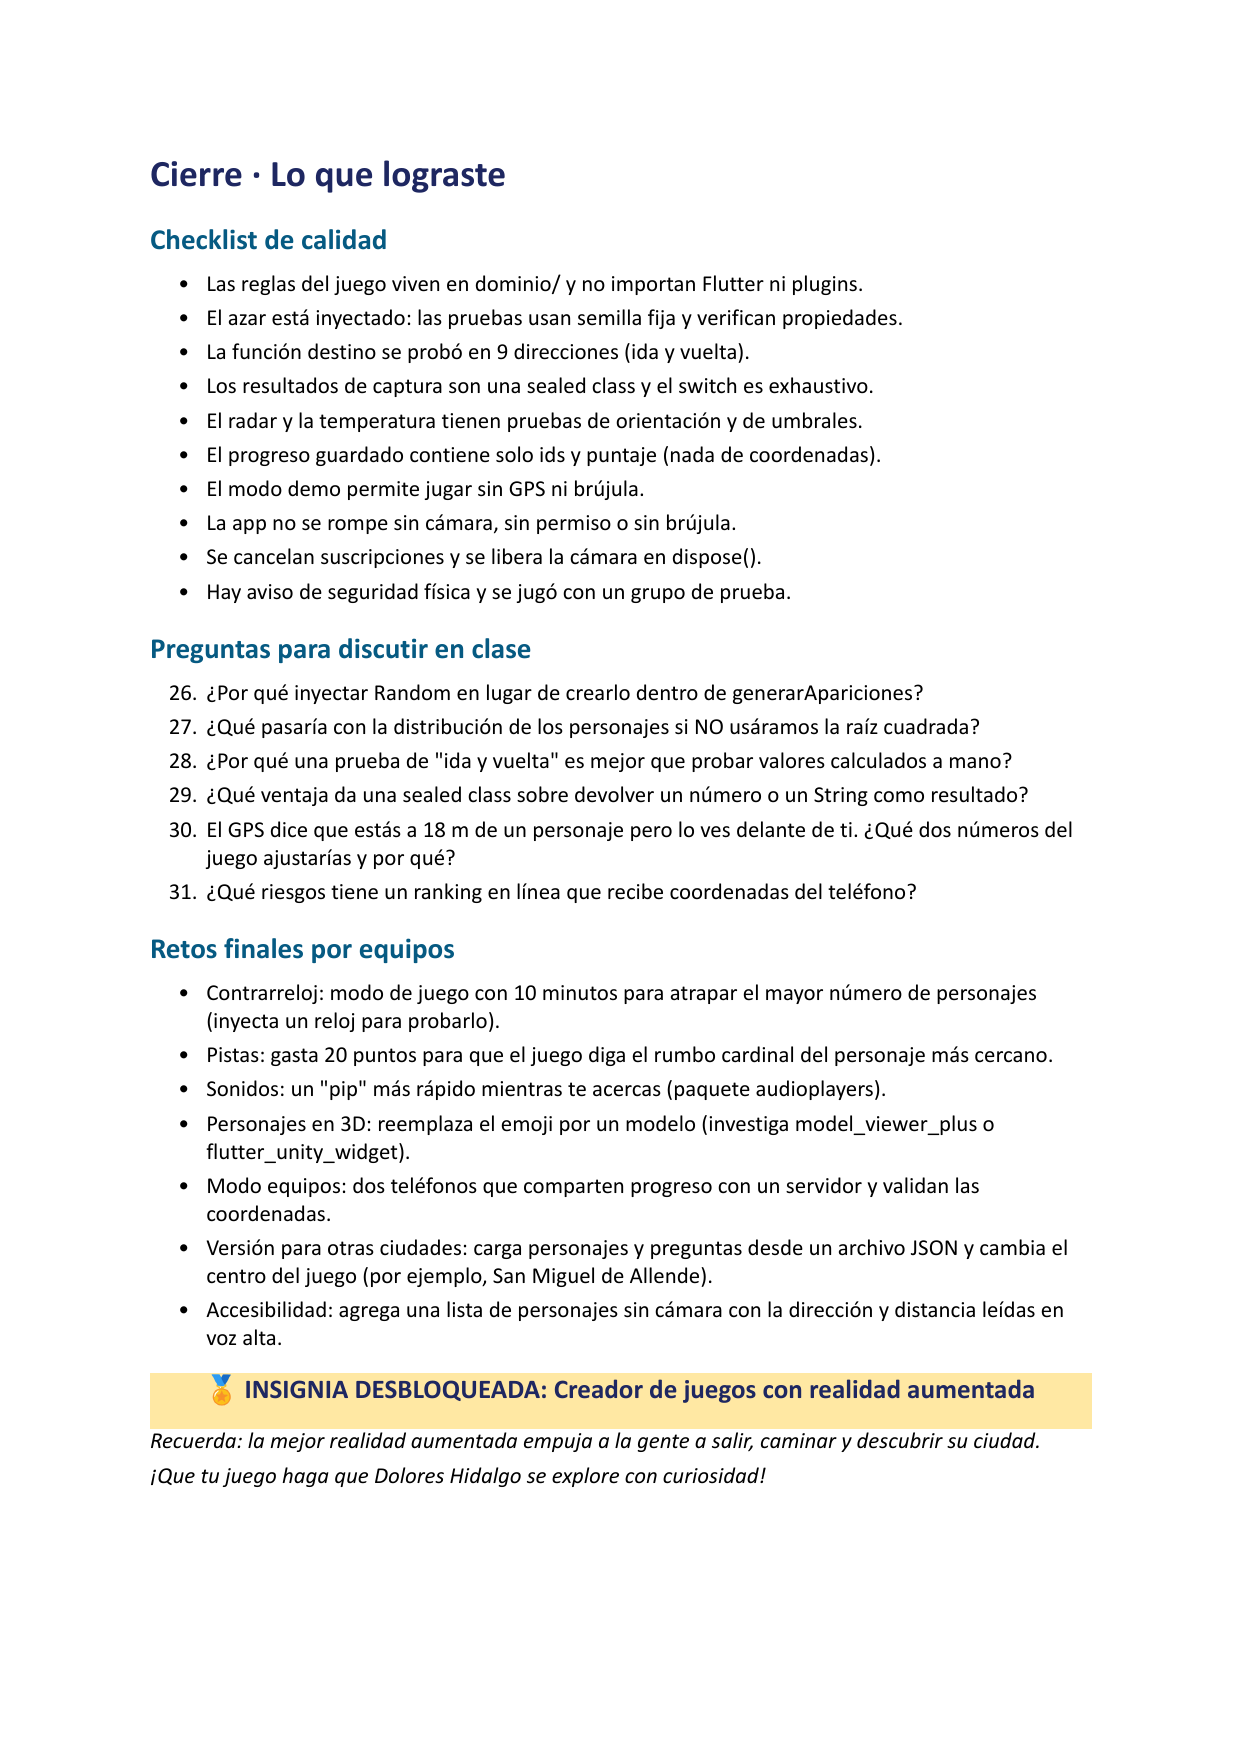 Cierre · Lo que lograste
Checklist de calidad
• Las reglas del juego viven en dominio/ y no importan Flutter ni plugins.
• El azar está inyectado: las pruebas usan semilla fija y verifican propiedades.
• La función destino se probó en 9 direcciones (ida y vuelta).
• Los resultados de captura son una sealed class y el switch es exhaustivo.
• El radar y la temperatura tienen pruebas de orientación y de umbrales.
• El progreso guardado contiene solo ids y puntaje (nada de coordenadas).
• El modo demo permite jugar sin GPS ni brújula.
• La app no se rompe sin cámara, sin permiso o sin brújula.
• Se cancelan suscripciones y se libera la cámara en dispose().
• Hay aviso de seguridad física y se jugó con un grupo de prueba.
Preguntas para discutir en clase
26. ¿Por qué inyectar Random en lugar de crearlo dentro de generarApariciones?
27. ¿Qué pasaría con la distribución de los personajes si NO usáramos la raíz cuadrada?
28. ¿Por qué una prueba de "ida y vuelta" es mejor que probar valores calculados a mano?
29. ¿Qué ventaja da una sealed class sobre devolver un número o un String como resultado?
30. El GPS dice que estás a 18 m de un personaje pero lo ves delante de ti. ¿Qué dos números del
juego ajustarías y por qué?
31. ¿Qué riesgos tiene un ranking en línea que recibe coordenadas del teléfono?
Retos finales por equipos
• Contrarreloj: modo de juego con 10 minutos para atrapar el mayor número de personajes
(inyecta un reloj para probarlo).
• Pistas: gasta 20 puntos para que el juego diga el rumbo cardinal del personaje más cercano.
• Sonidos: un "pip" más rápido mientras te acercas (paquete audioplayers).
• Personajes en 3D: reemplaza el emoji por un modelo (investiga model_viewer_plus o
flutter_unity_widget).
• Modo equipos: dos teléfonos que comparten progreso con un servidor y validan las
coordenadas.
• Versión para otras ciudades: carga personajes y preguntas desde un archivo JSON y cambia el
centro del juego (por ejemplo, San Miguel de Allende).
• Accesibilidad: agrega una lista de personajes sin cámara con la dirección y distancia leídas en
voz alta.
🏅 INSIGNIA DESBLOQUEADA: Creador de juegos con realidad aumentada
Recuerda: la mejor realidad aumentada empuja a la gente a salir, caminar y descubrir su ciudad.
¡Que tu juego haga que Dolores Hidalgo se explore con curiosidad!